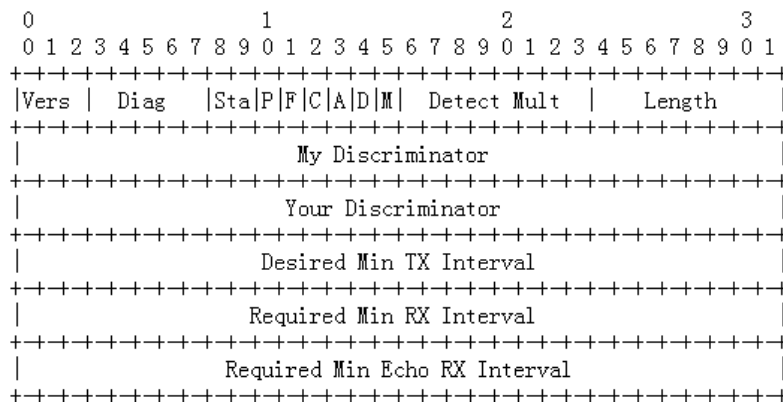 0                   1                   2                   3
0 1 2 3 4 5 6 7 8 9 0 1 2 3 4 5 6 7 8 9 0 1 2 3 4 5 6 7 8 9 0 1
+-+-+-+-+-+-+-+-+-+-+-+-+-+-+-+-+-+-+-+-+-+-+-+-+-+-+-+-+-+-+-+-
|Vers | Diag |Sta|P|F|C|A|D|M| Detect Mult | Length |
+-+-+-+-+-+-+-+-+-+-+-+-+-+-+-+-+-+-+-+-+-+-+-+-+-+-+-+-+-+-+-+-
| My Discriminator |
+-+-+-+-+-+-+-+-+-+-+-+-+-+-+-+-+-+-+-+-+-+-+-+-+-+-+-+-+-+-+-+-
| Your Discriminator |
+-+-+-+-+-+-+-+-+-+-+-+-+-+-+-+-+-+-+-+-+-+-+-+-+-+-+-+-+-+-+-+-
| Desired Min TX Interval |
+-+-+-+-+-+-+-+-+-+-+-+-+-+-+-+-+-+-+-+-+-+-+-+-+-+-+-+-+-+-+-+-
| Required Min RX Interval |
+-+-+-+-+-+-+-+-+-+-+-+-+-+-+-+-+-+-+-+-+-+-+-+-+-+-+-+-+-+-+-+-
| Required Min Echo RX Interval |
+-+-+-+-+-+-+-+-+-+-+-+-+-+-+-+-+-+-+-+-+-+-+-+-+-+-+-+-+-+-+-+-